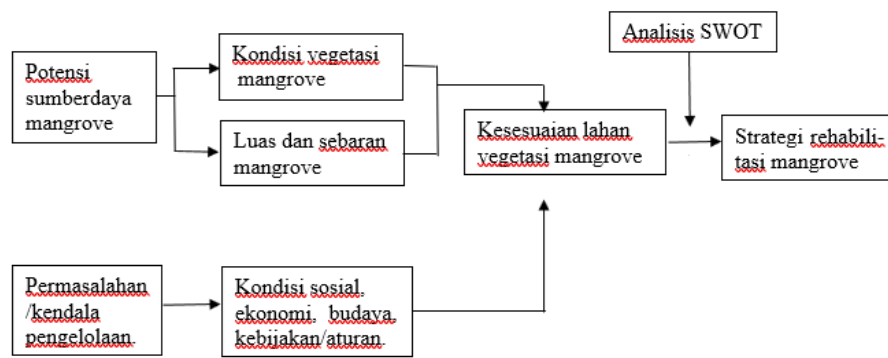 Analisis SWOT
Kondisi vegetasi
mangrove
Potensi
sumberdaya
mangrove
Luas dan sebaran
mangrove
Kesesuaian lahan
vegetasi mangrove
Strategi rehabili-
tasi mangrove
Permasalahan
/kendala
pengelolaan.
Kondisi sosial,
ekonomi, budaya,
kebijakan/aturan.